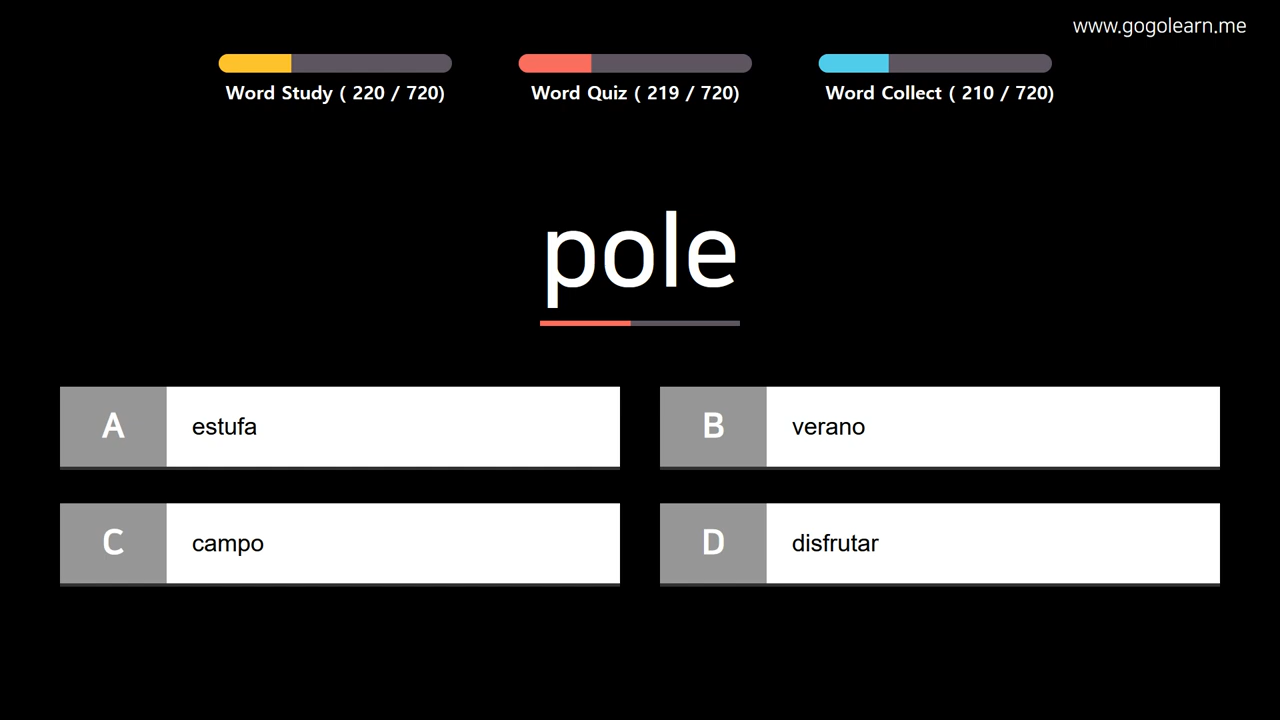 www.gogolearn.me
Word Study ( 220 / 720)
Word Quiz ( 219 / 720)
Word Collect ( 210 / 720)
pole
A estufa
B verano
C campo
D disfrutar